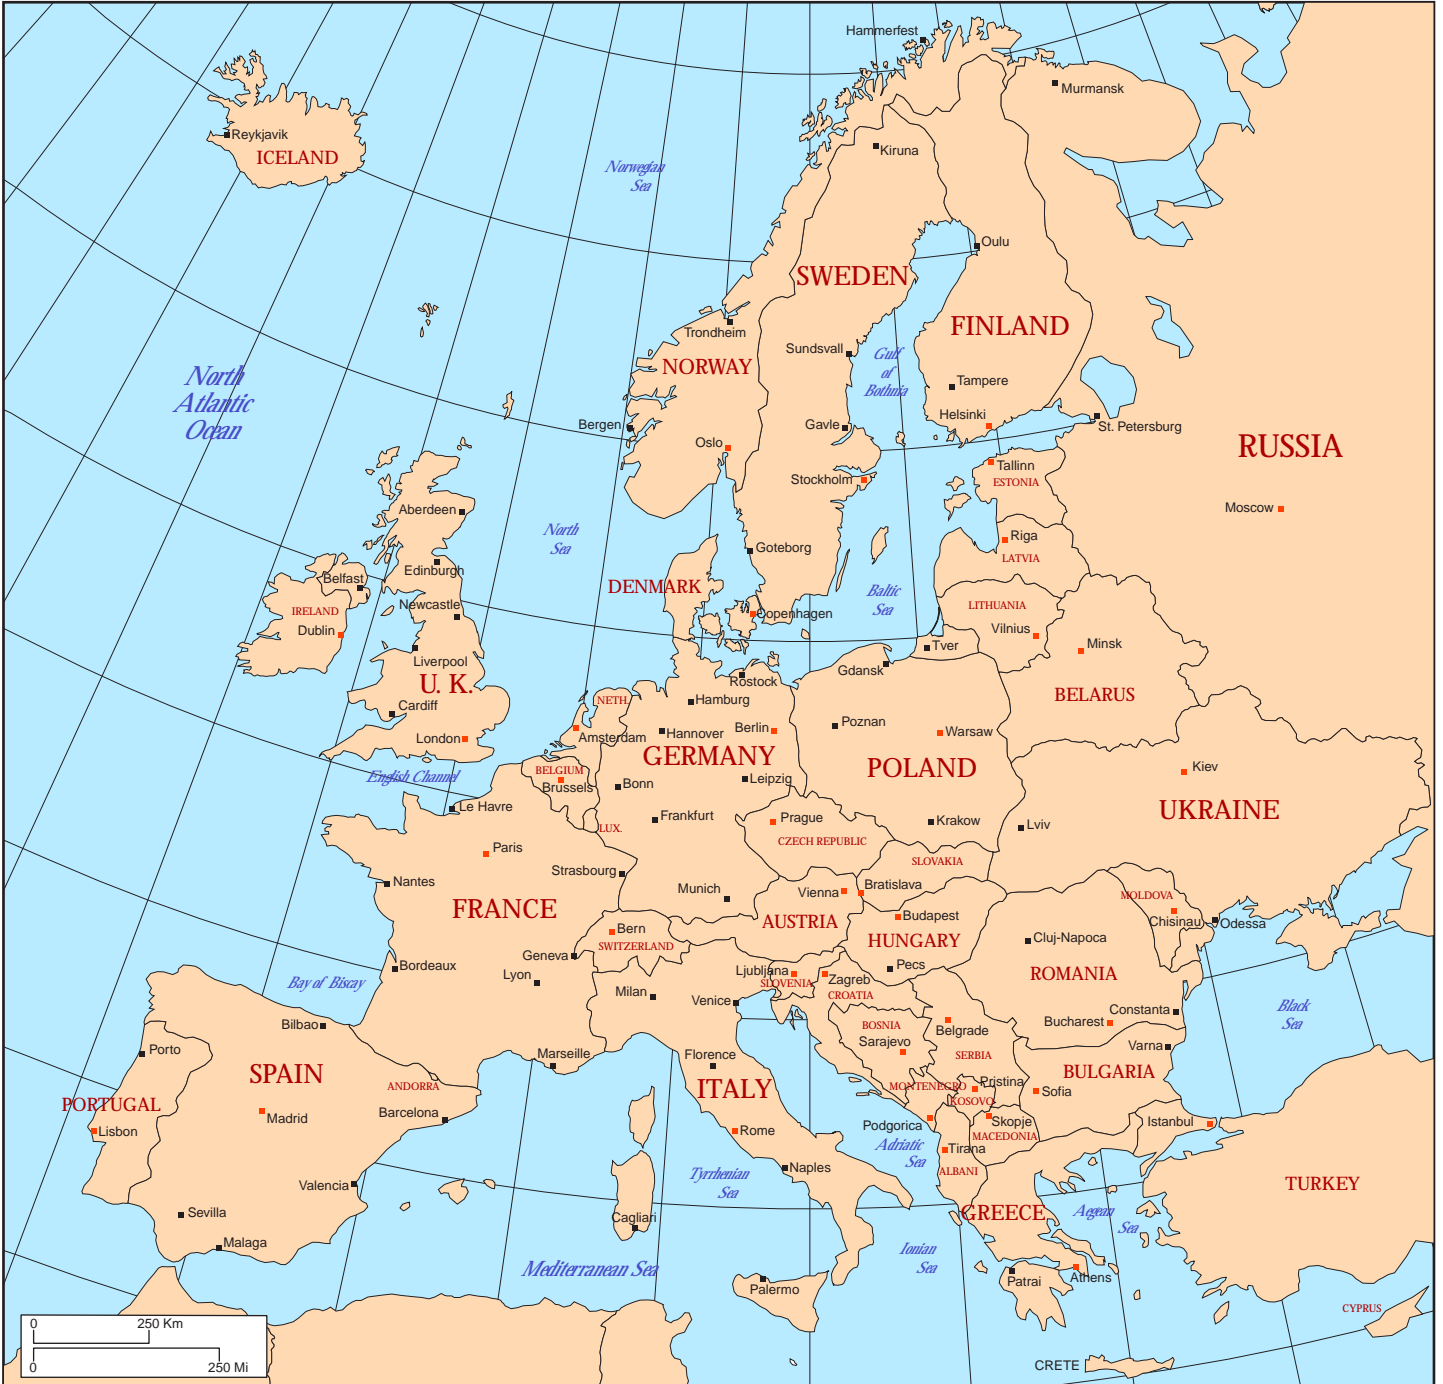 Hammerfest
Murmansk
Reykjavik
ICELAND
Kiruna
Norwegian
Sea
Oulu
SWEDEN
FINLAND
Trondheim
NORWAY
Sundsvall
Gulf
of
Bothnia
Tampere
North
Atlantic
Ocean
Bergen
Oslo
Gavle
Helsinki
St. Petersburg
RUSSIA
Stockholm
Tallinn
ESTONIA
Moscow
Aberdeen
North
Sea
Goteborg
Riga
LATVIA
Edinburgh
Belfast
DENMARK
Baltic
Sea
IRELAND
Newcastle
Copenhagen
LITHUANIA
Dublin
Vilnius
Minsk
Tver
Liverpool
Gdansk
U. K.
Rostock
BELARUS
NETH.
Hamburg
Cardiff
London
Amsterdam
Hannover
Berlin
Poznan
Warsaw
GERMANY
POLAND
Kiev
English Channel
BELGIUM
Brussels
Bonn
Leipzig
UKRAINE
Le Havre
LUX.
Frankfurt
Prague
Krakow
Lviv
CZECH REPUBLIC
Paris
SLOVAKIA
Strasbourg
Nantes
Munich
Vienna
Bratislava
MOLDOVA
FRANCE
AUSTRIA
Budapest
Chisinau
Odessa
Bern
HUNGARY
Cluj-Napoca
SWITZERLAND
Geneva
Bordeaux
Lyon
Ljubljana
SLOVENIA
Zagreb
Pecs
ROMANIA
Bay of Biscay
Milan
Venice
CROATIA
Constanta
Black
Sea
Bilbao
BOSNIA
Sarajevo
Belgrade
Bucharest
Porto
Marseille
Florence
SERBIA
Varna
SPAIN
ANDORRA
ITALY
MONTENEGRO
Pristina
KOSOVO
BULGARIA
Sofia
PORTUGAL
Madrid
Barcelona
Lisbon
Rome
Podgorica
Skopje
MACEDONIA
Istanbul
Adriatic
Sea
Tirana
ALBANI
Naples
Tyrrhenian
Sea
Valencia
TURKEY
Sevilla
Cagliari
GREECE
Aegean
Sea
Malaga
Mediterranean Sea
Ionian
Sea
Palermo
Patrai
Athens
CYPRUS
CRETE
0
250 Km
0
250 Mi